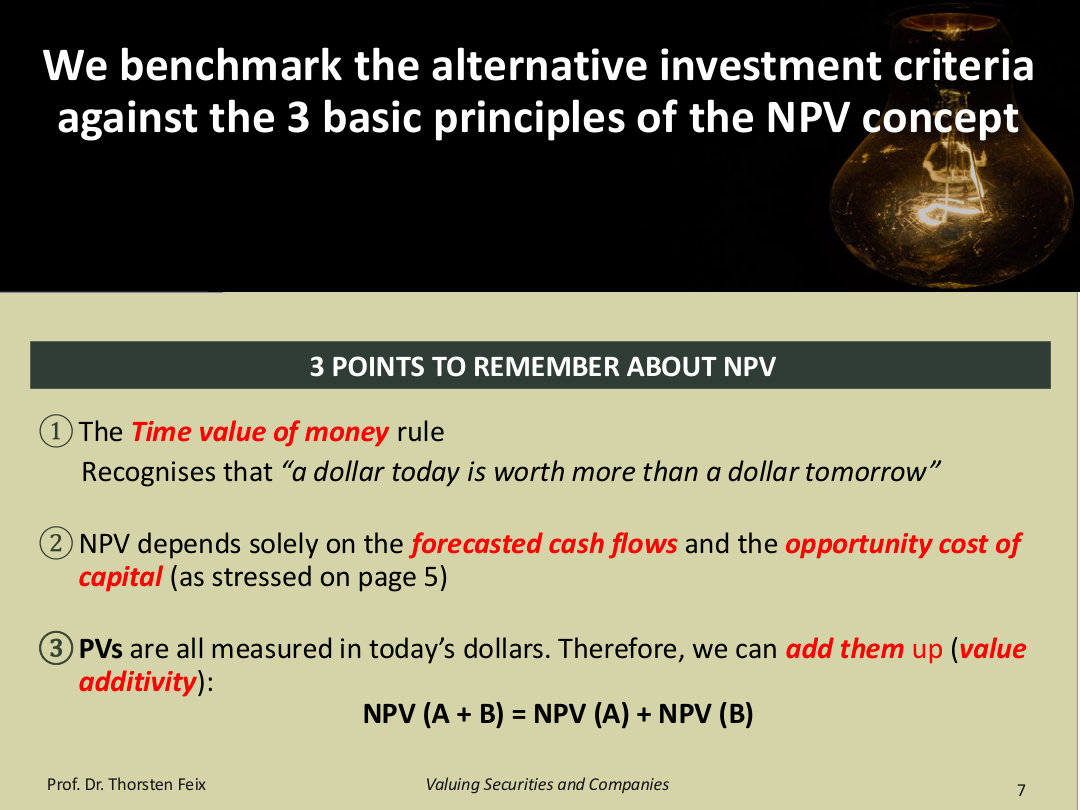 We benchmark the alternative investment criteria
against the 3 basic principles of the NPV concept
3 POINTS TO REMEMBER ABOUT NPV
① The Time value of money rule
Recognises that “a dollar today is worth more than a dollar tomorrow”
② NPV depends solely on the forecasted cash flows and the opportunity cost of
capital (as stressed on page 5)
③ PVs are all measured in today’s dollars. Therefore, we can add them up (value
additivity):
NPV (A + B) = NPV (A) + NPV (B)
Prof. Dr. Thorsten Feix
Valuing Securities and Companies
7